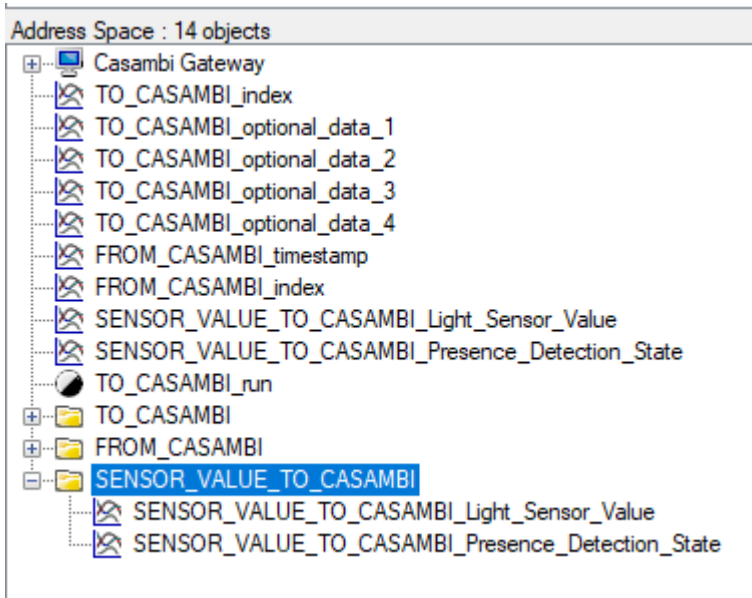 Address Space : 14 objects
Casambi Gateway
TO_CASAMBI_index
TO_CASAMBI_optional_data_1
TO_CASAMBI_optional_data_2
TO_CASAMBI_optional_data_3
TO_CASAMBI_optional_data_4
FROM_CASAMBI_timestamp
FROM_CASAMBI_index
SENSOR_VALUE_TO_CASAMBI_Light_Sensor_Value
SENSOR_VALUE_TO_CASAMBI_Presence_Detection_State
TO_CASAMBI_run
TO_CASAMBI
FROM_CASAMBI
SENSOR_VALUE_TO_CASAMBI
SENSOR_VALUE_TO_CASAMBI_Light_Sensor_Value
SENSOR_VALUE_TO_CASAMBI_Presence_Detection_State